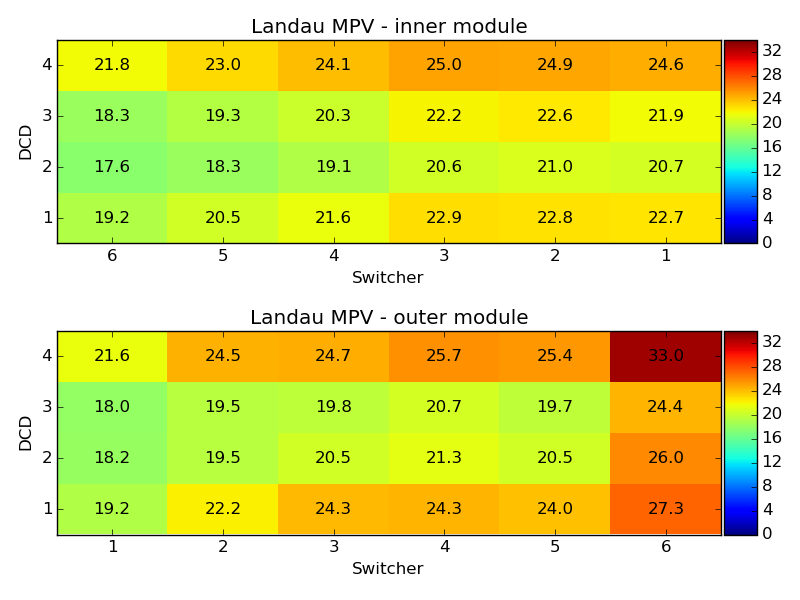 Landau MPV - inner module
4 21.8 23.0 24.1 25.0 24.9 24.6
3 18.3 19.3 20.3 22.2 22.6 21.9
2 17.6 18.3 19.1 20.6 21.0 20.7
1 19.2 20.5 21.6 22.9 22.8 22.7
DCD
6 5 4 3 2 1
Switcher
32
28
24
20
16
12
8
4
0
Landau MPV - outer module
4 21.6 24.5 24.7 25.7 25.4 33.0
3 18.0 19.5 19.8 20.7 19.7 24.4
2 18.2 19.5 20.5 21.3 20.5 26.0
1 19.2 22.2 24.3 24.3 24.0 27.3
DCD
1 2 3 4 5 6
Switcher
32
28
24
20
16
12
8
4
0